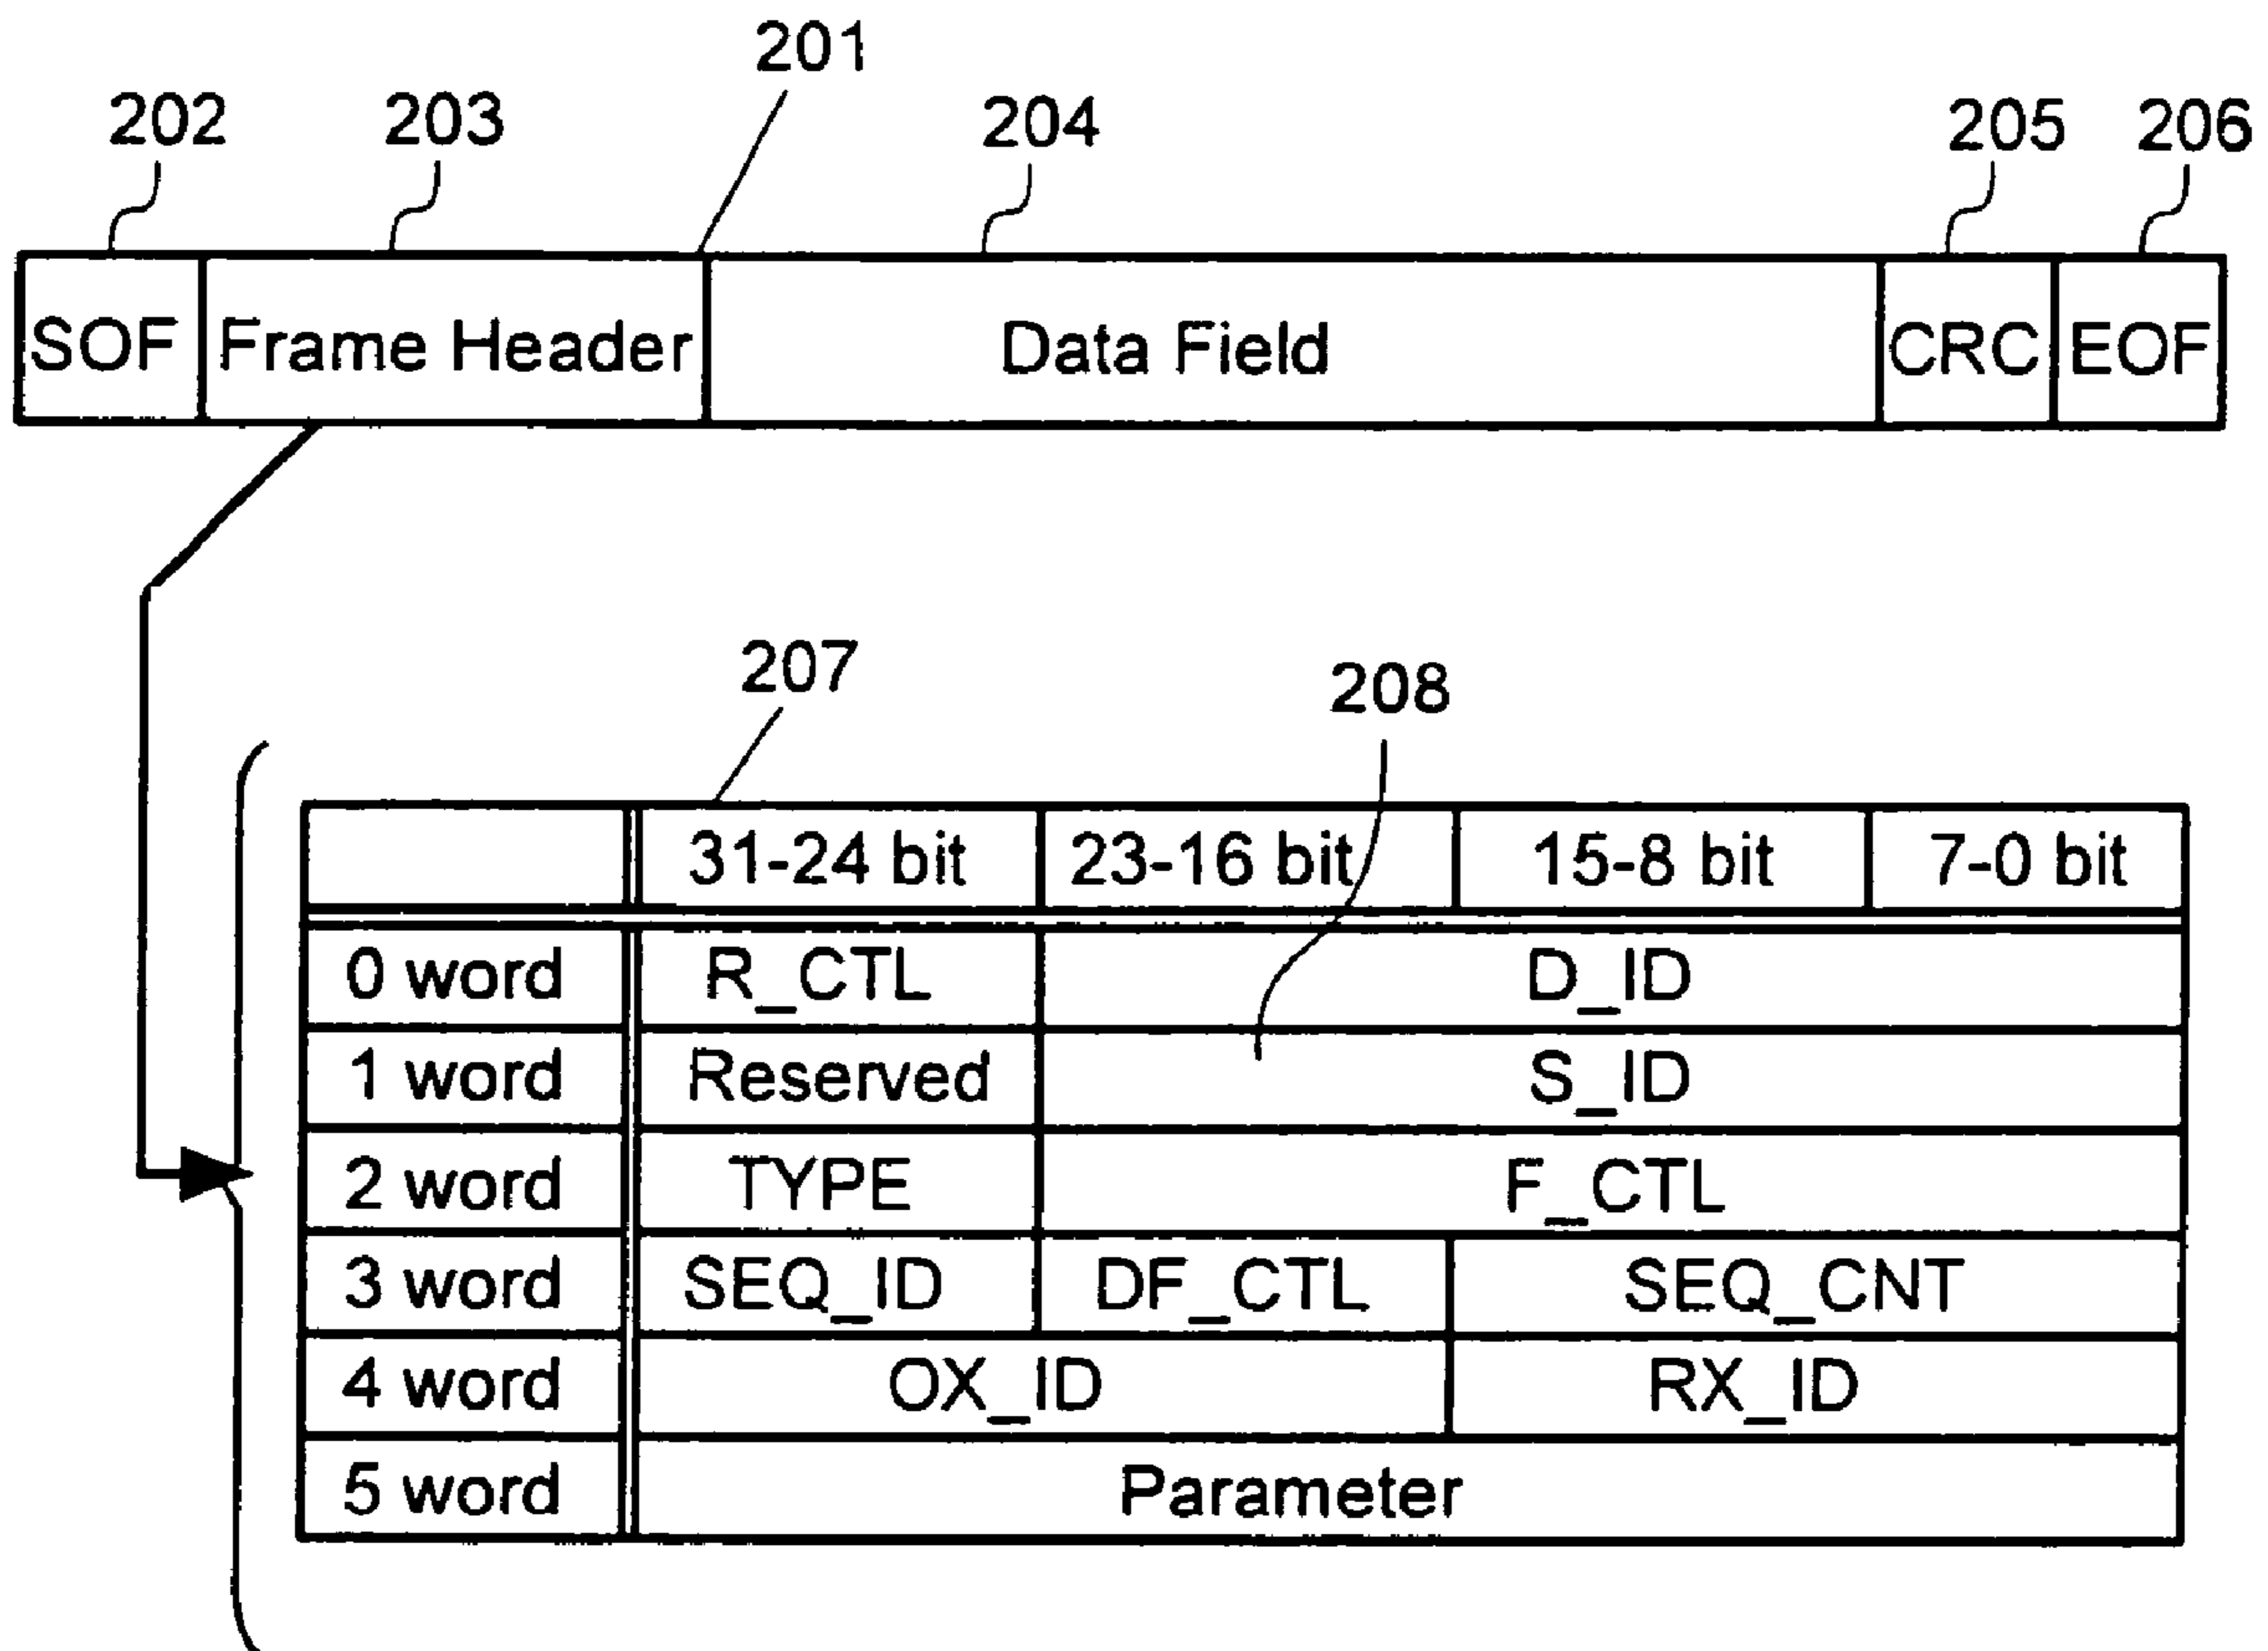 201
202 203 204 205 206
SOF Frame Header Data Field CRC EOF
207
208
31-24 bit 23-16 bit 15-8 bit 7-0 bit
0 word R_CTL D_ID
1 word Reserved S_ID
2 word TYPE F_CTL
3 word SEQ_ID DF_CTL SEQ_CNT
4 word OX_ID RX_ID
5 word Parameter